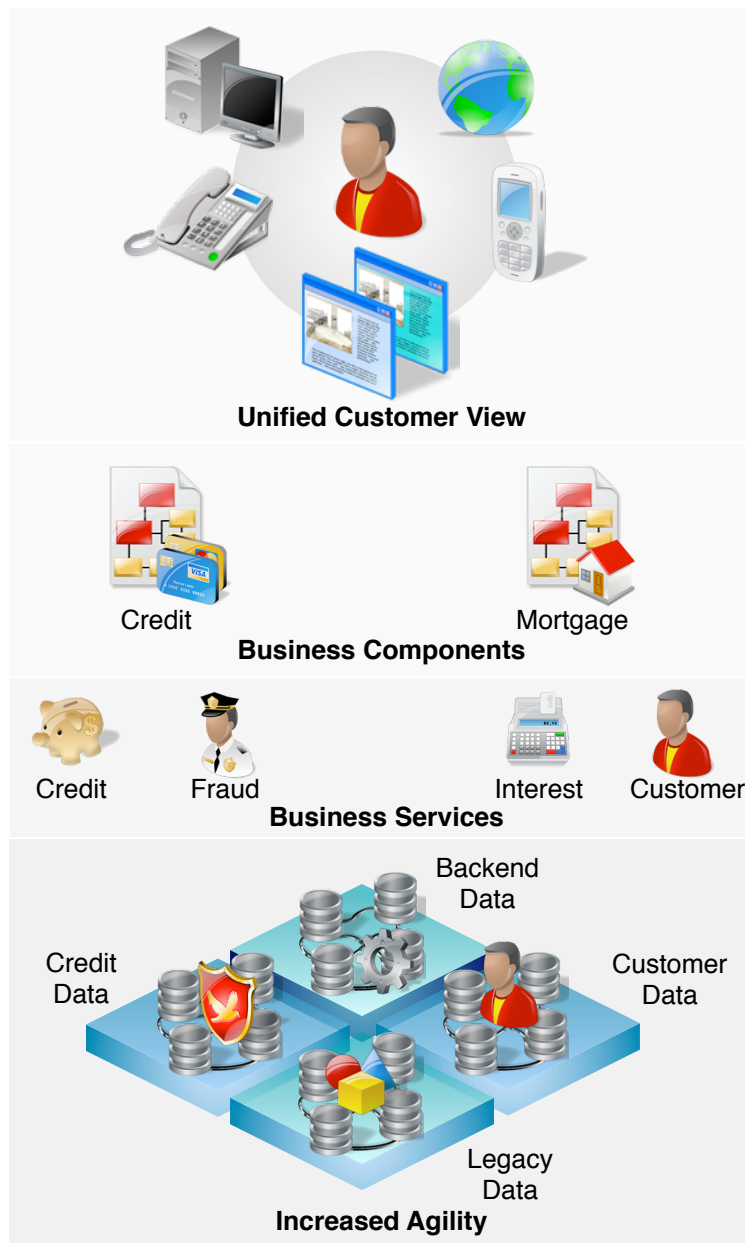 Unified Customer View
VISA
Credit
Mortgage
Business Components
Credit
Fraud
Interest
Customer
Business Services
Backend
Data
Credit
Data
Customer
Data
Legacy
Data
Increased Agility